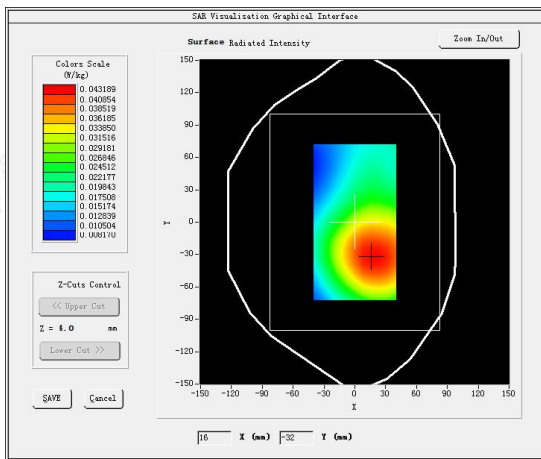 SAR Visualisation Graphical Interface
Surface Radiated Intensity
Zoom In/Out
Colors Scale
(W/kg)
0.043189
0.040854
0.038519
0.036185
0.033850
0.031516
0.029181
0.026846
0.024512
0.022177
0.019843
0.017508
0.015174
0.012839
0.010504
0.008170
Z-Cuts Control
<< Upper Cut
Z = 4.0 mm
Lower Cut >>
SAVE
Cancel
150
120
90
60
30
0
-30
-60
-90
-120
-150
Y
-150 -120 -90 -60 -30 0 30 60 90 120 150
X
16 X (mm) -32 Y (mm)